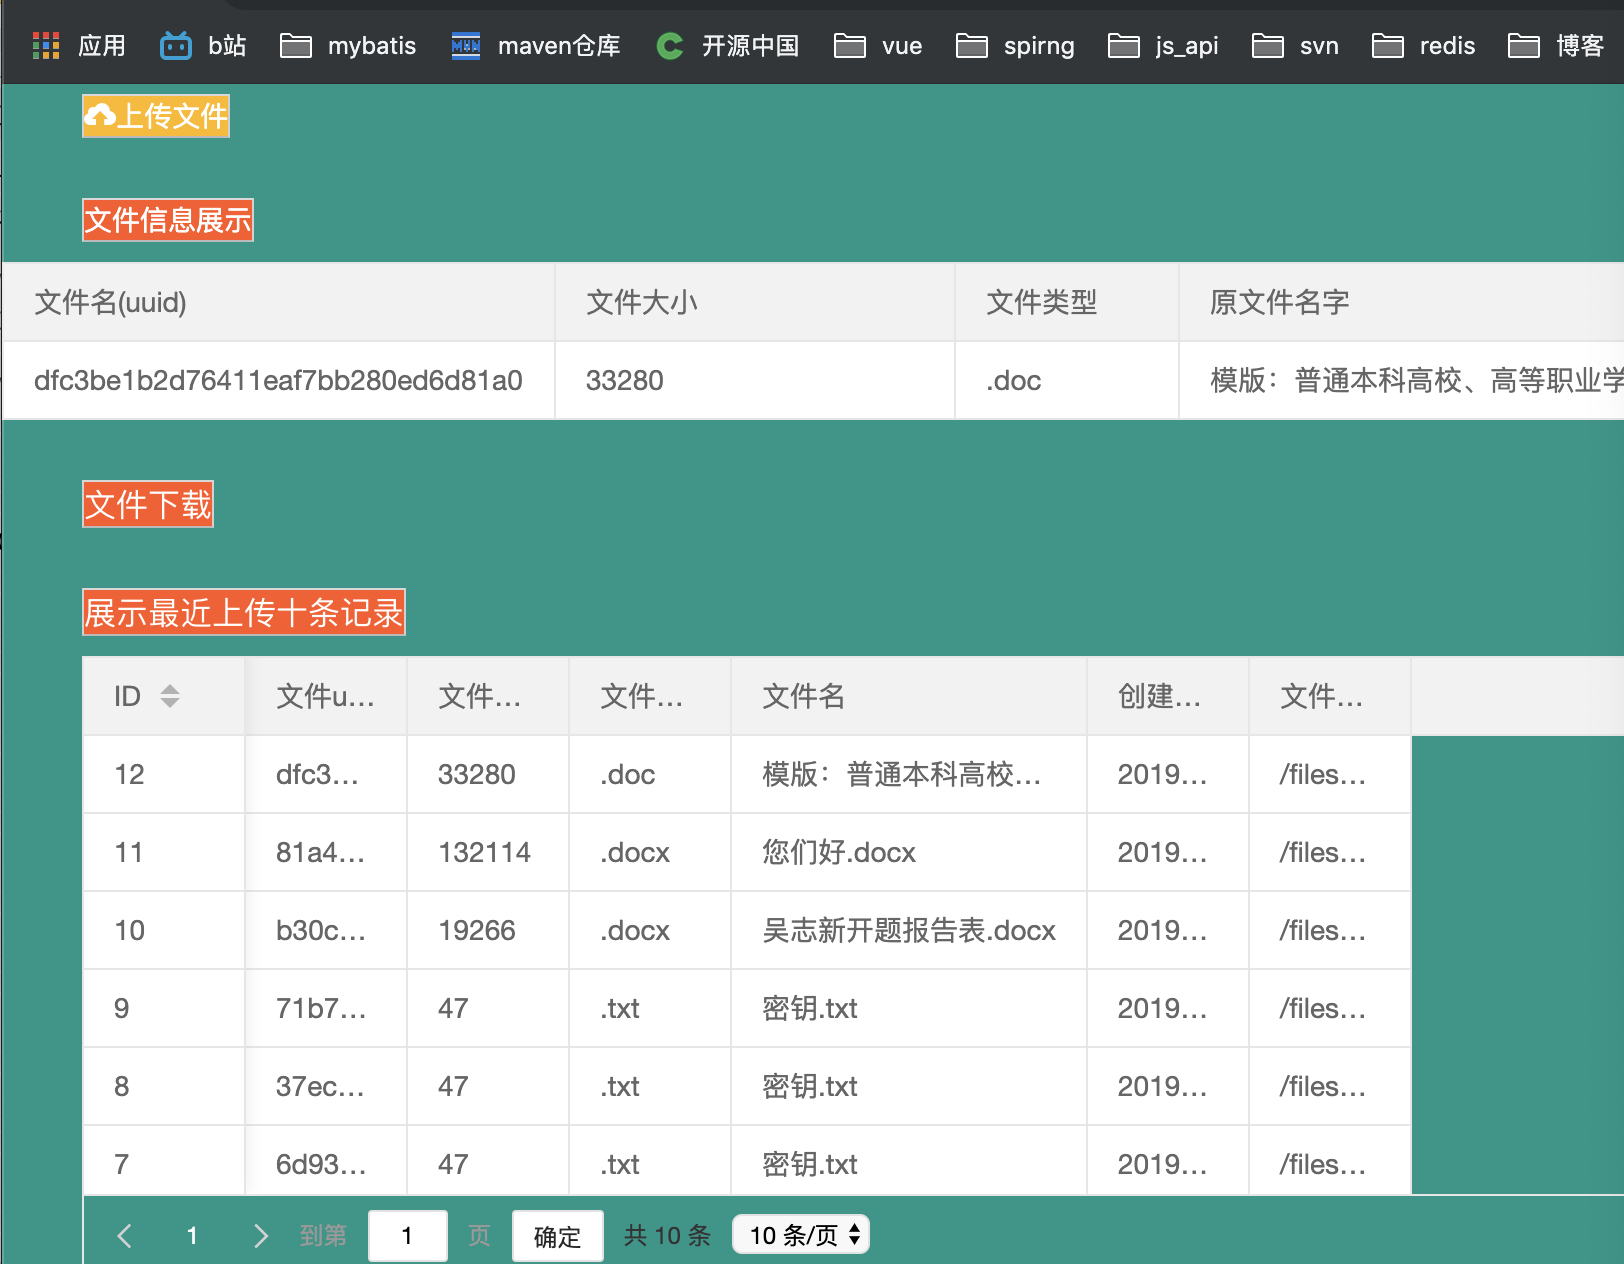 应用 b站 mybatis maven仓库 开源中国 vue spirng js_api svn redis 博客
上传文件
文件信息展示
文件名(uuid) 文件大小 文件类型 原文件名字
dfc3be1b2d76411eaf7bb280ed6d81a0 33280 .doc 模版：普通本科高校、高等职业学
文件下载
展示最近上传十条记录
ID 文件u... 文件... 文件... 文件名 创建... 文件...
12 dfc3... 33280 .doc 模版：普通本科高校... 2019... /files...
11 81a4... 132114 .docx 您们好.docx 2019... /files...
10 b30c... 19266 .docx 吴志新开题报告表.docx 2019... /files...
9 71b7... 47 .txt 密钥.txt 2019... /files...
8 37ec... 47 .txt 密钥.txt 2019... /files...
7 6d93... 47 .txt 密钥.txt 2019... /files...
1 到第 1 页 确定 共 10 条 10 条/页